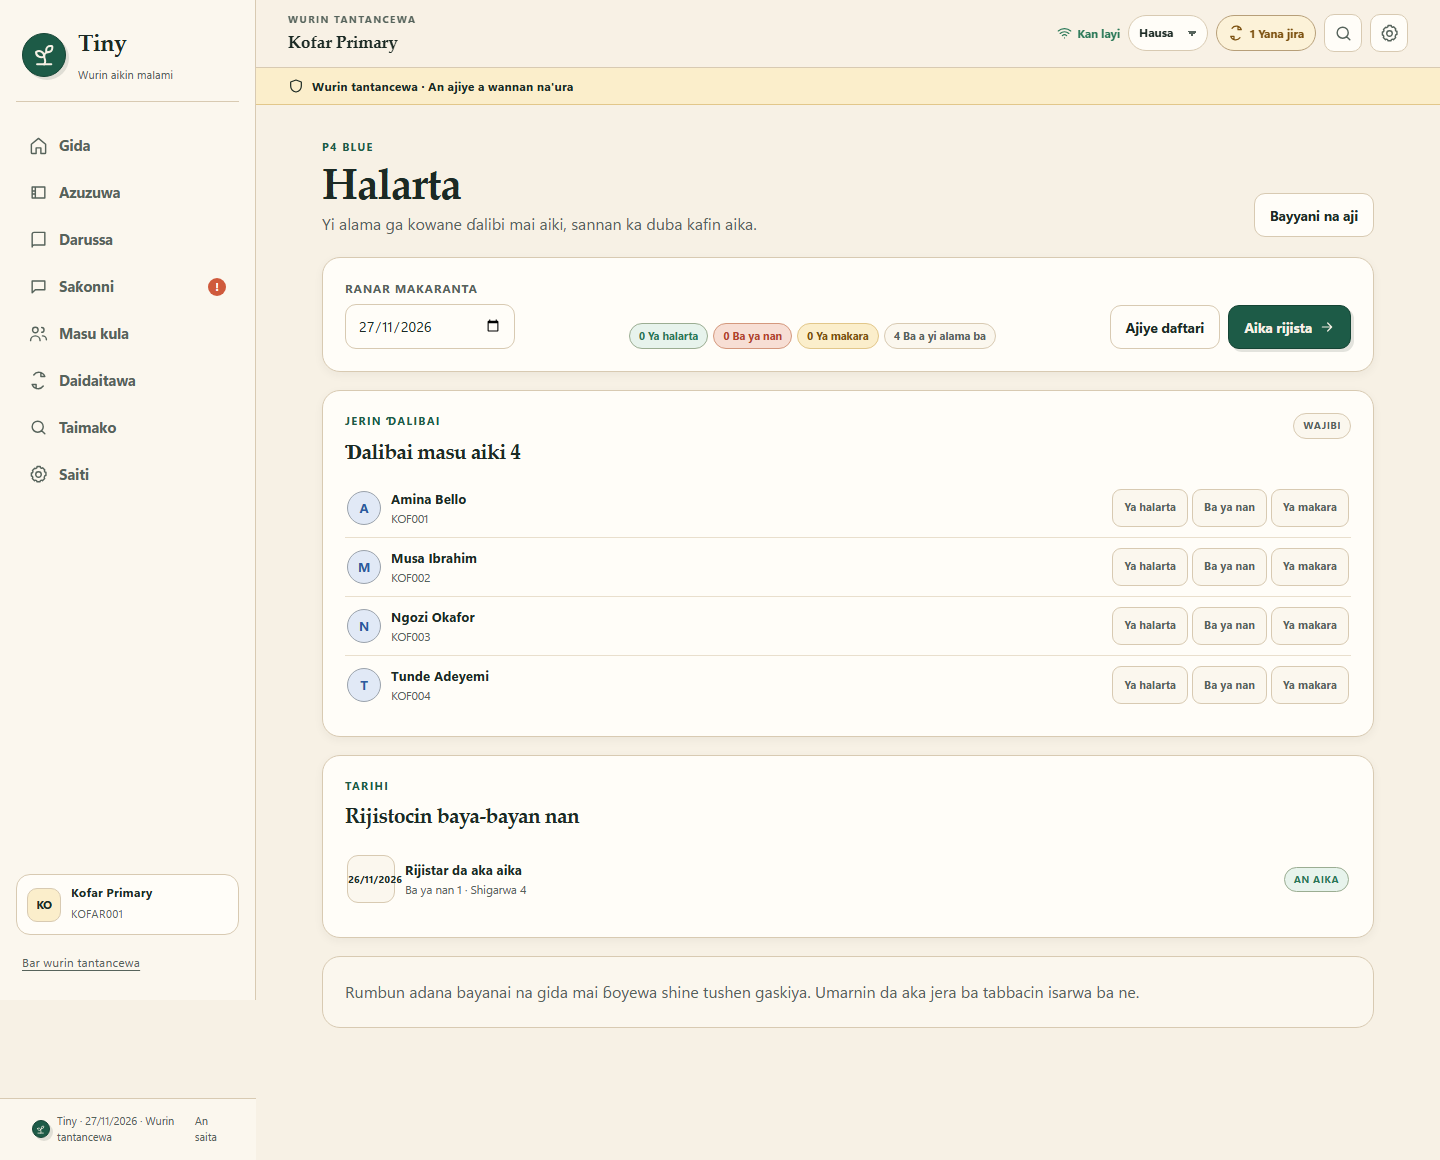 Tiny
Wurin aikin malami
Gida
Azuzuwa
Darussa
Saƙonni
!
Masu kula
Daidaitawa
Taimako
Saiti
KO
Kofar Primary
KOFAR001
Bar wurin tantancewa
Tiny · 27/11/2026 · Wurin tantancewa
An saita
WURIN TANTANCEWA
Kofar Primary
Kan layi
Hausa
1 Yana jira
Wurin tantancewa · An ajiye a wannan na'ura
P4 BLUE
Halarta
Yi alama ga kowane ɗalibi mai aiki, sannan ka duba kafin aika.
Bayyani na aji
RANAR MAKARANTA
27/11/2026
0 Ya halarta
0 Ba ya nan
0 Ya makara
4 Ba a yi alama ba
Ajiye daftari
Aika rijista
JERIN ƊALIBAI
Ɗalibai masu aiki 4
WAJIBI
A
Amina Bello
KOF001
Ya halarta
Ba ya nan
Ya makara
M
Musa Ibrahim
KOF002
Ya halarta
Ba ya nan
Ya makara
N
Ngozi Okafor
KOF003
Ya halarta
Ba ya nan
Ya makara
T
Tunde Adeyemi
KOF004
Ya halarta
Ba ya nan
Ya makara
TARIHI
Rijistocin baya-bayan nan
26/11/2026
Rijistar da aka aika
Ba ya nan 1 · Shigarwa 4
AN AIKA
Rumbun adana bayanai na gida mai ɓoyewa shine tushen gaskiya. Umarnin da aka jera ba tabbacin isarwa ba ne.